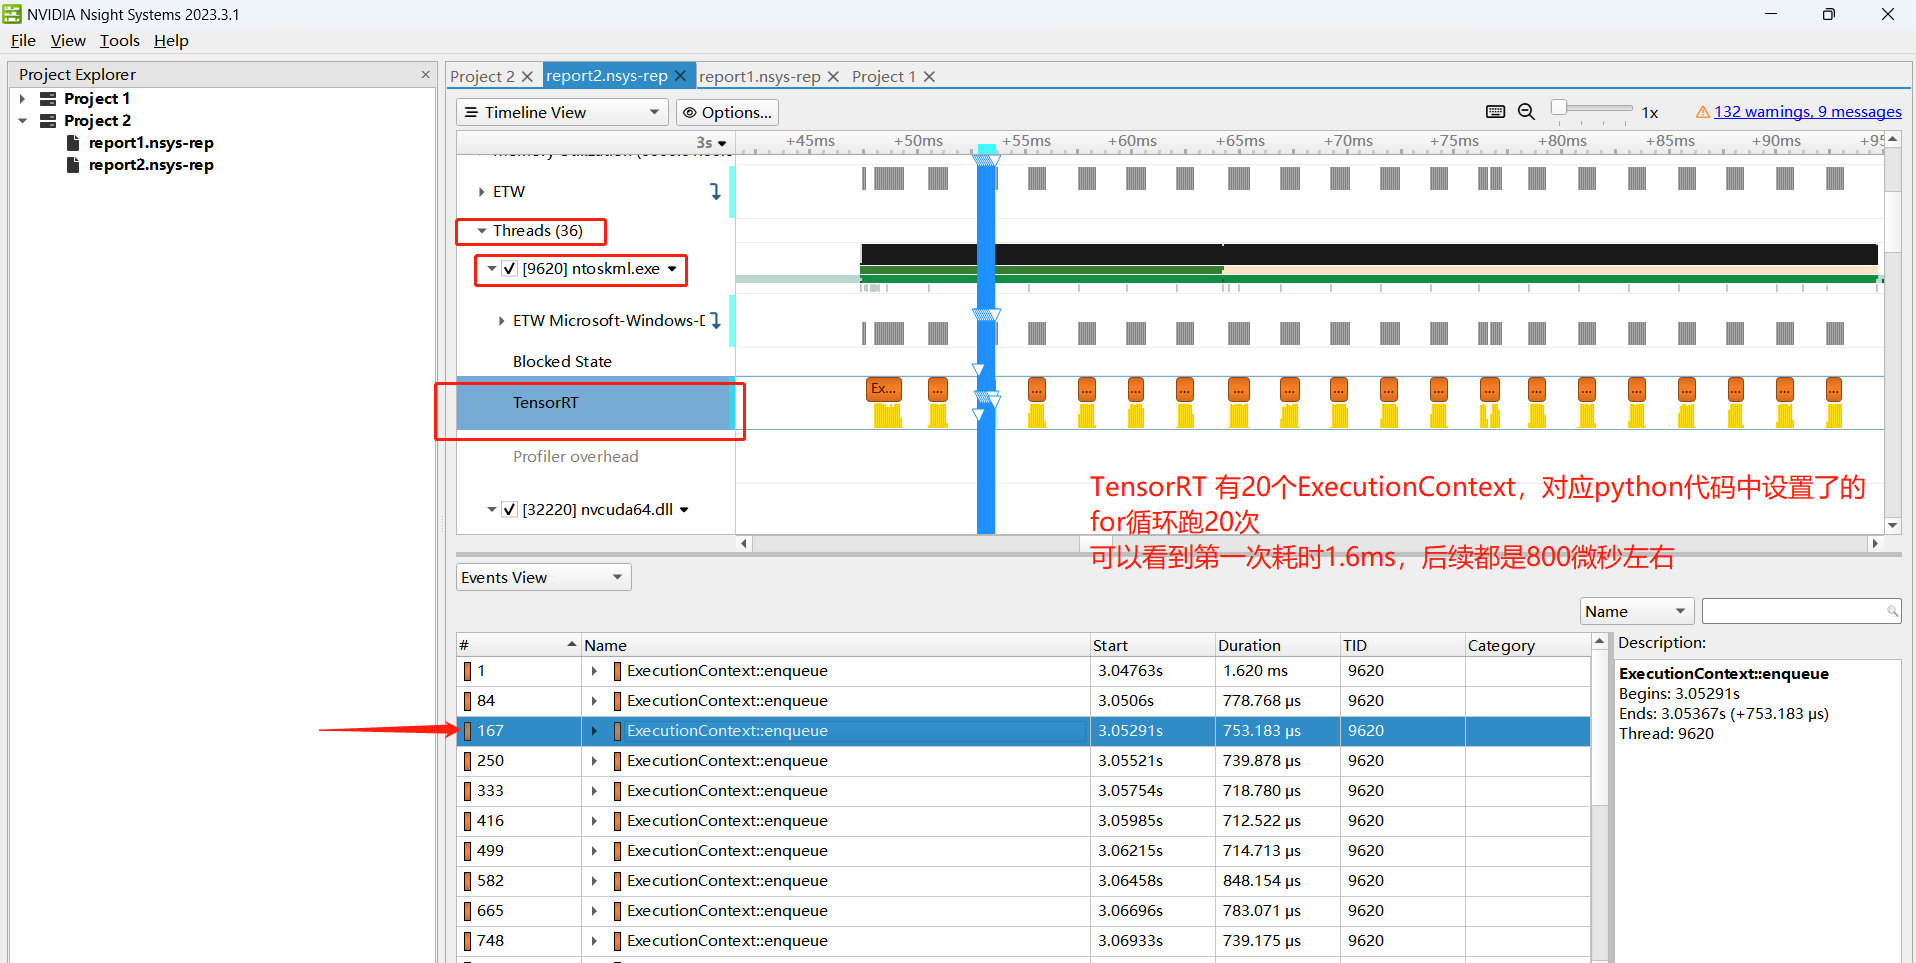 NVIDIA Nsight Systems 2023.3.1
File View Tools Help
Project Explorer
Project 1
Project 2
report1.nsys-rep
report2.nsys-rep
Project 2 report2.nsys-rep report1.nsys-rep Project 1
Timeline View Options... 1x 132 warnings, 9 messages
3s +45ms +50ms +55ms +60ms +65ms +70ms +75ms +80ms +85ms +90ms +95
ETW
Threads (36)
[9620] ntoskrnl.exe
ETW Microsoft-Windows-D
Blocked State
TensorRT
Ex... ... ... ... ... ... ... ... ... ... ... ... ... ... ... ... ... ... ...
Profiler overhead
[32220] nvcuda64.dll
TensorRT 有20个ExecutionContext，对应python代码中设置了的
for循环跑20次
可以看到第一次耗时1.6ms，后续都是800微秒左右
Events View
Name
# Name Start Duration TID Category
1 ExecutionContext::enqueue 3.04763s 1.620 ms 9620
84 ExecutionContext::enqueue 3.0506s 778.768 μs 9620
167 ExecutionContext::enqueue 3.05291s 753.183 μs 9620
250 ExecutionContext::enqueue 3.05521s 739.878 μs 9620
333 ExecutionContext::enqueue 3.05754s 718.780 μs 9620
416 ExecutionContext::enqueue 3.05985s 712.522 μs 9620
499 ExecutionContext::enqueue 3.06215s 714.713 μs 9620
582 ExecutionContext::enqueue 3.06458s 848.154 μs 9620
665 ExecutionContext::enqueue 3.06696s 783.071 μs 9620
748 ExecutionContext::enqueue 3.06933s 739.175 μs 9620
Description:
ExecutionContext::enqueue
Begins: 3.05291s
Ends: 3.05367s (+753.183 μs)
Thread: 9620